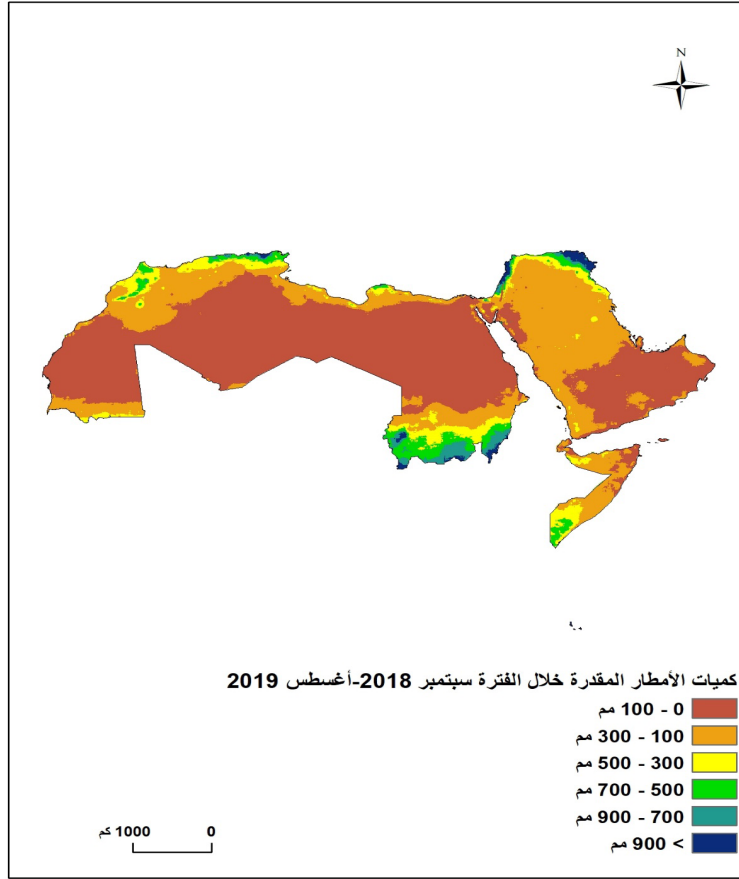 N
كميات الأمطار المقدرة خلال الفترة سبتمبر 2018-أغسطس 2019
0 - 100 مم
100 - 300 مم
300 - 500 مم
500 - 700 مم
700 - 900 مم
> 900 مم
0 1000 كم